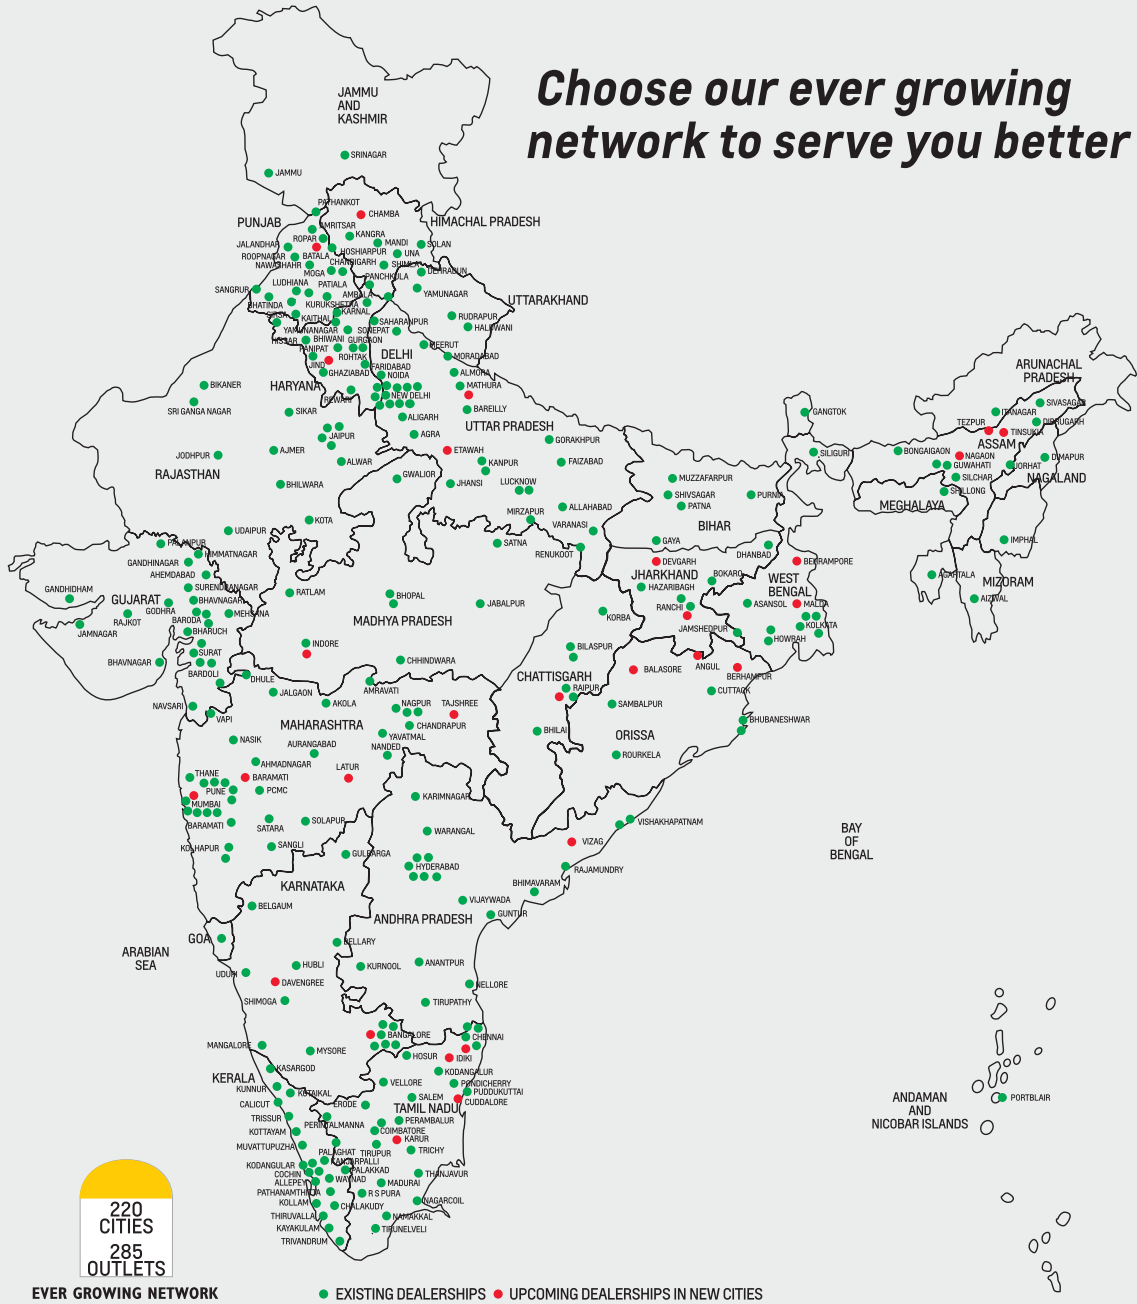 Choose our ever growing
network to serve you better
JAMMU
AND
KASHMIR
SRINAGAR
JAMMU
PATHANKOT
CHAMBA
PUNJAB
HIMACHAL PRADESH
AMRITSAR
ROPAR
KANGRA
MANDI
SOLAN
JALANDHAR
HOSHIARPUR
UNA
ROOPNAGAR
BATALA
CHANDIGARH
SHIMLA
NAWASHAHR
MOGA
PANCHKULA
DEHRADUN
LUDHIANA
PATIALA
SANGRUR
AMBALA
YAMUNAGAR
UTTARAKHAND
BHATINDA
KURUKSHETRA
SIRSA
KAITHAL
KARNAL
RUDRAPUR
SAHARANPUR
HALDWANI
YAMUNANAGAR
SONEPAT
HISSAR
BHIWANI
GURGAON
MEERUT
PANIPAT
ROHTAK
DELHI
MORADABAD
JIND
FARIDABAD
GHAZIABAD
NOIDA
ALMORA
BIKANER
HARYANA
MATHURA
REWARI
NEW DELHI
SRI GANGA NAGAR
SIKAR
ALIGARH
BAREILLY
UTTAR PRADESH
JAIPUR
AGRA
GORAKHPUR
JODHPUR
AJMER
ETAWAH
ALWAR
KANPUR
FAIZABAD
RAJASTHAN
GWALIOR
BHILWARA
JHANSI
LUCKNOW
MUZZAFARPUR
SHIVSAGAR
PURNIA
PATNA
ALLAHABAD
MIRZAPUR
KOTA
VARANASI
BIHAR
UDAIPUR
SATNA
GAYA
RENUKOOT
DHANBAD
GANGTOK
SILIGURI
ARUNACHAL
PRADESH
SIVASAGAR
ITANAGAR
DIBRUGARH
TEZPUR
TINSUKIA
ASSAM
BONGAIGAON
NAGAON
DIMAPUR
GUWAHATI
JORHAT
SILCHAR
NAGALAND
SHILLONG
MEGHALAYA
IMPHAL
AGARTALA
MIZORAM
AIZWAL
PALANPUR
HIMMATNAGAR
GANDHINAGAR
AHEMDABAD
GANDHIDHAM
SURENDRANAGAR
GUJARAT
BHAVNAGAR
GODHRA
RAJKOT
BARODA
MEHSANA
JAMNAGAR
BHARUCH
SURAT
BHAVNAGAR
BARDOLI
NAVSARI
VAPI
RATLAM
BHOPAL
JABALPUR
MADHYA PRADESH
INDORE
CHHINDWARA
DEVGARH
BEHRAMPORE
JHARKHAND
BOKARO
WEST
BENGAL
HAZARIBAGH
RANCHI
ASANSOL
MALDA
KORBA
JAMSHEDPUR
KOLKATA
HOWRAH
BILASPUR
BALASORE
ANGUL
BERHAMPUR
CHATTISGARH
RAIPUR
CUTTACK
SAMBALPUR
BHUBANESHWAR
BHILAI
ORISSA
ROURKELA
DHULE
JALGAON
AMRAVATI
AKOLA
NAGPUR
TAJSHREE
MAHARASHTRA
CHANDRAPUR
YAVATMAL
NASIK
AURANGABAD
NANDED
AHMADNAGAR
LATUR
THANE
BARAMATI
PUNE
PCMC
MUMBAI
BARAMATI
SATARA
SOLAPUR
KOLHAPUR
SANGLI
KARIMNAGAR
WARANGAL
VISHAKHAPATNAM
VIZAG
BAY
OF
BENGAL
GULBARGA
HYDERABAD
RAJAMUNDRY
BHIMAVARAM
KARNATAKA
VIJAYWADA
BELGAUM
ANDHRA PRADESH
GUNTUR
GOA
BELLARY
ARABIAN
SEA
HUBLI
KURNOOL
ANANTPUR
UDUPI
DAVENGREE
NELLORE
SHIMOGA
TIRUPATHY
BANGALORE
CHENNAI
MANGALORE
MYSORE
HOSUR
IDIKI
KASARGOD
KODANGALUR
KERALA
KUNNUR
VELLORE
PONDICHERRY
KOTAIKAL
SALEM
PUDDUKUTTAI
CALICUT
ERODE
CUDDALORE
TAMIL NADU
TRISSUR
PERINTALMANNA
PERAMBALUR
KOTTAYAM
COIMBATORE
KARUR
MUVATTUPUZHA
PALAGHAT
TIRUPUR
TRICHY
KODANGULAR
KANJARPALLI
COCHIN
PALAKKAD
THANJAVUR
ALLEPEY
WAYNAD
MADURAI
PATHANAMTHITTA
R S PURA
KOLLAM
CHALAKUDY
NAGARCOIL
THIRUVALLA
NAMAKKAL
KAYAKULAM
TIRUNELVELI
TRIVANDRUM
ANDAMAN
AND
NICOBAR ISLANDS
PORTBLAIR
220
CITIES
285
OUTLETS
EVER GROWING NETWORK
EXISTING DEALERSHIPS
UPCOMING DEALERSHIPS IN NEW CITIES